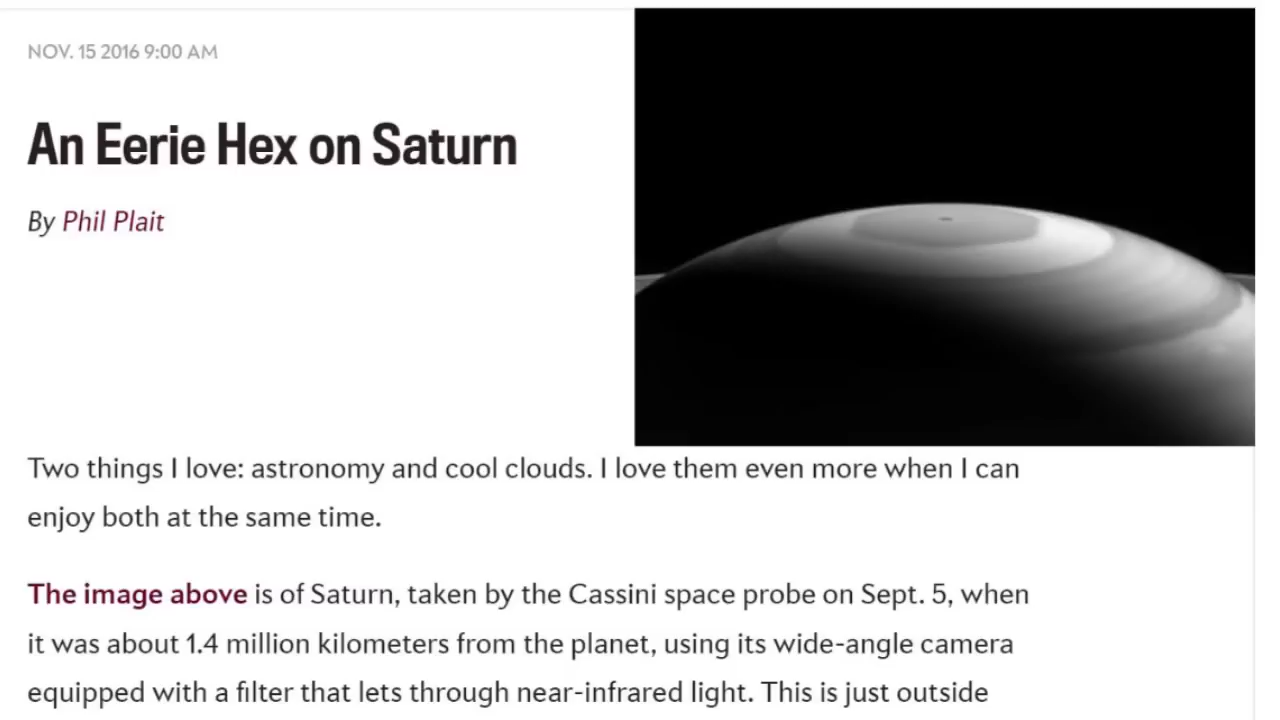 NOV. 15 2016 9:00 AM
An Eerie Hex on Saturn
By Phil Plait
Two things I love: astronomy and cool clouds. I love them even more when I can
enjoy both at the same time.
The image above is of Saturn, taken by the Cassini space probe on Sept. 5, when
it was about 1.4 million kilometers from the planet, using its wide-angle camera
equipped with a filter that lets through near-infrared light. This is just outside